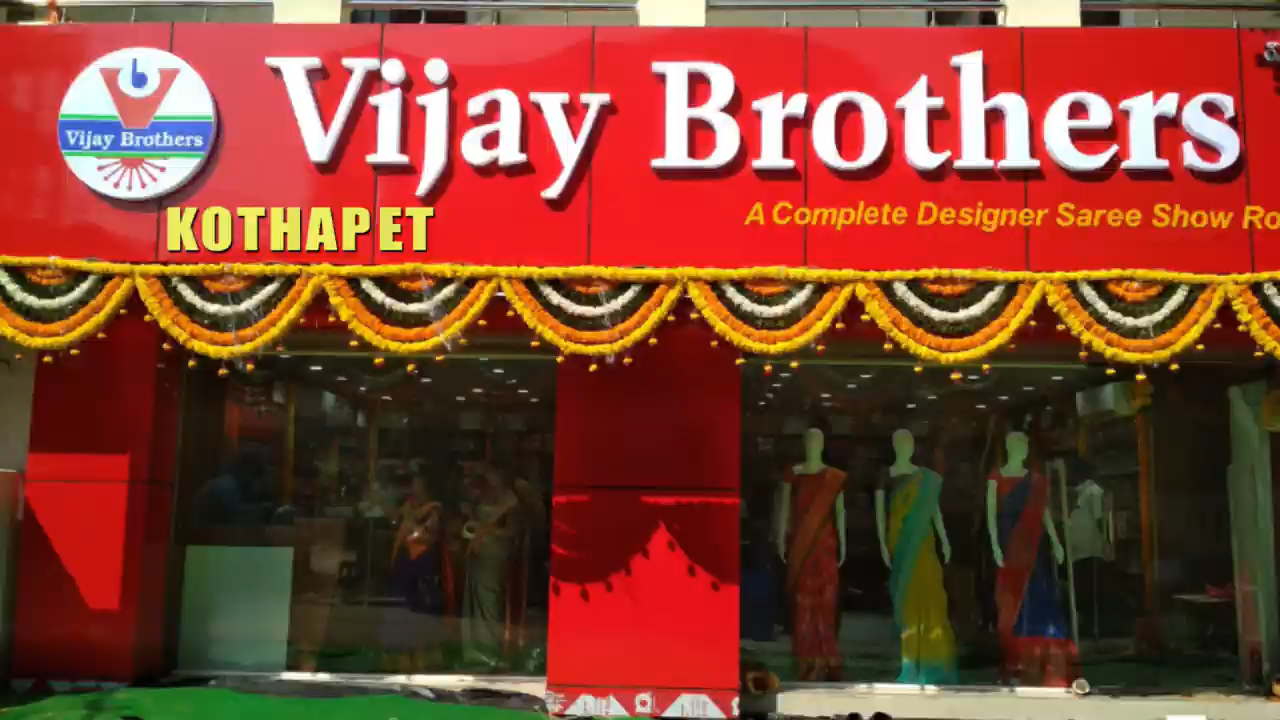 Vijay Brothers
b
Vijay Brothers
KOTHAPET
A Complete Designer Saree Show Ro